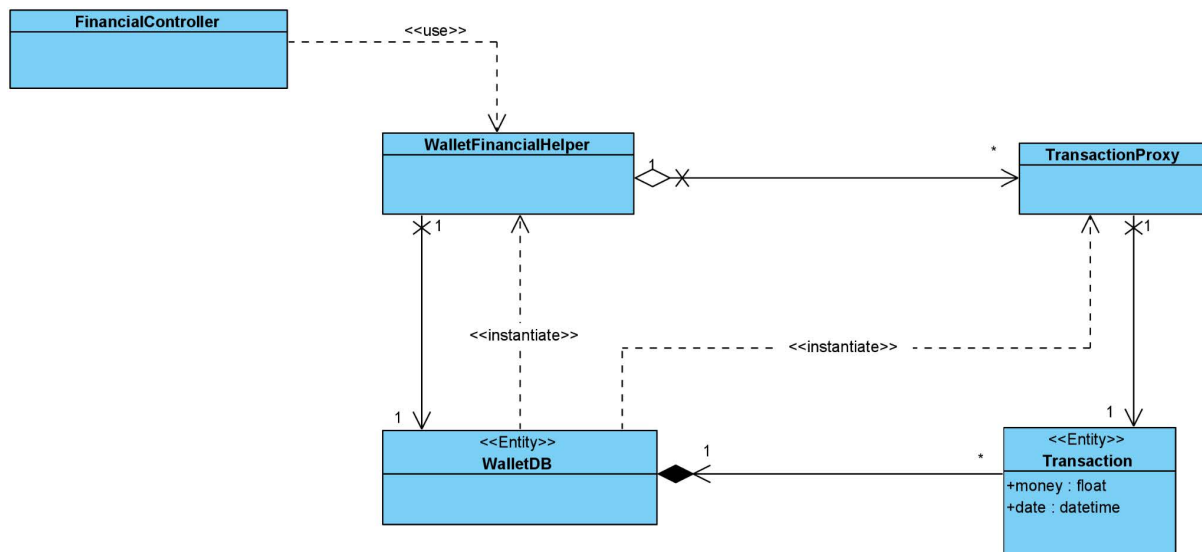 FinancialController
<<use>>
WalletFinancialHelper
1
*
TransactionProxy
1
1
<<instantiate>>
<<instantiate>>
1
1
<<Entity>>
WalletDB
1
*
<<Entity>>
Transaction
+money : float
+date : datetime